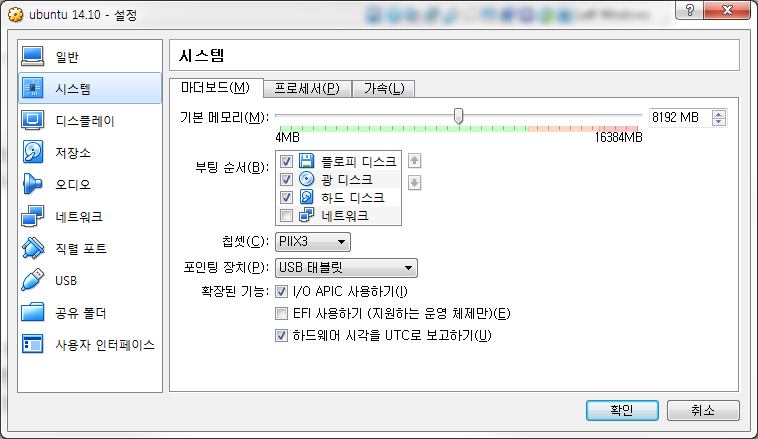 ubuntu 14.10 - 설정
일반
시스템
디스플레이
저장소
오디오
네트워크
직렬 포트
USB
공유 폴더
사용자 인터페이스
시스템
마더보드(M) 프로세서(P) 가속(L)
기본 메모리(M): 8192 MB
4MB 16384MB
부팅 순서(B): 플로피 디스크
광 디스크
하드 디스크
네트워크
칩셋(C): PIIX3
포인팅 장치(P): USB 태블릿
확장된 기능: I/O APIC 사용하기(I)
EFI 사용하기 (지원하는 운영 체제만)(E)
하드웨어 시각을 UTC로 보고하기(U)
확인 취소